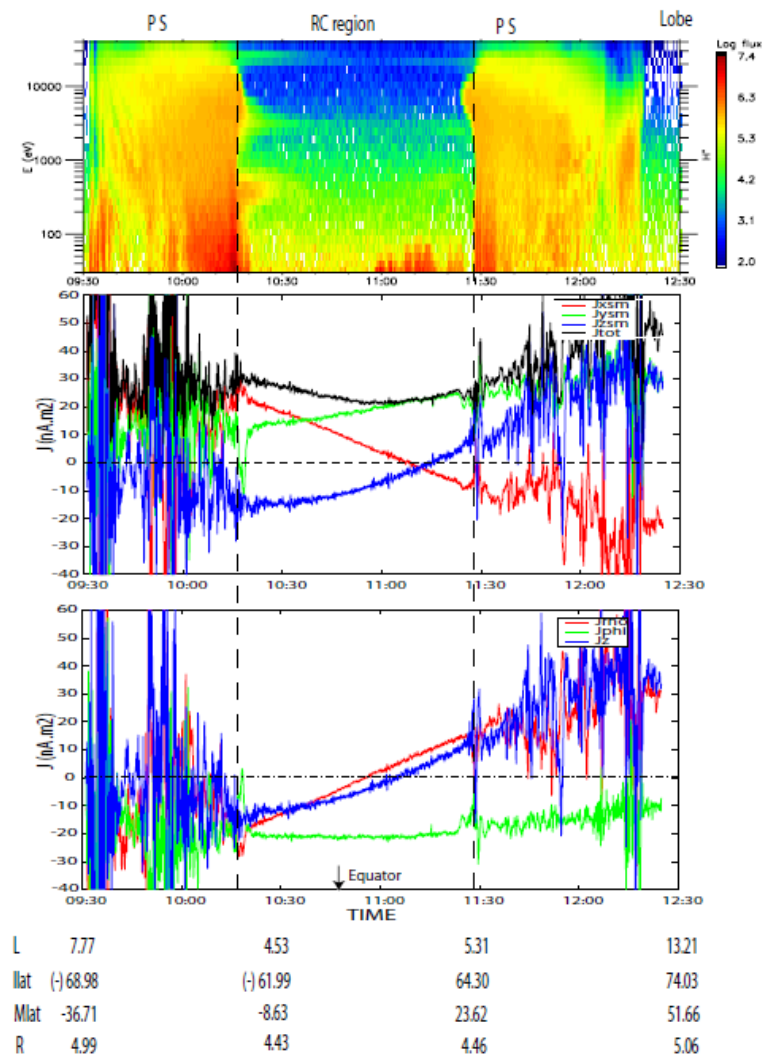 P S RC region P S Lobe
Log flux
7.4
6.3
5.3
4.2
3.1
2.0
H⁺
E (eV)
10000
1000
100
09:30 10:00 10:30 11:00 11:30 12:00 12:30
J (nA.m2)
60
50
40
30
20
10
0
-10
-20
-30
-40
Jxsm
Jysm
Jzsm
Jtot
09:30 10:00 10:30 11:00 11:30 12:00 12:30
J (nA.m2)
60
50
40
30
20
10
0
-10
-20
-30
-40
Jrho
Jphi
Jz
Equator
09:30 10:00 10:30 11:00 11:30 12:00 12:30
TIME
L 7.77 4.53 5.31 13.21
Ilat (-) 68.98 (-) 61.99 64.30 74.03
Mlat -36.71 -8.63 23.62 51.66
R 4.99 4.43 4.46 5.06